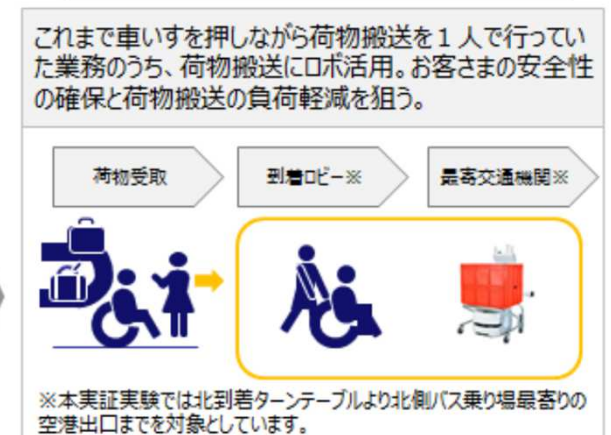 これまで車いすを押しながら荷物搬送を1人で行ってい
た業務のうち、荷物搬送にロボ活用。お客さまの安全性
の確保と荷物搬送の負荷軽減を狙う。
荷物受取
到着ロビー※
最寄交通機関※
※本実証実験では北到着ターンテーブルより北側バス乗り場最寄りの
空港出口までを対象としています。